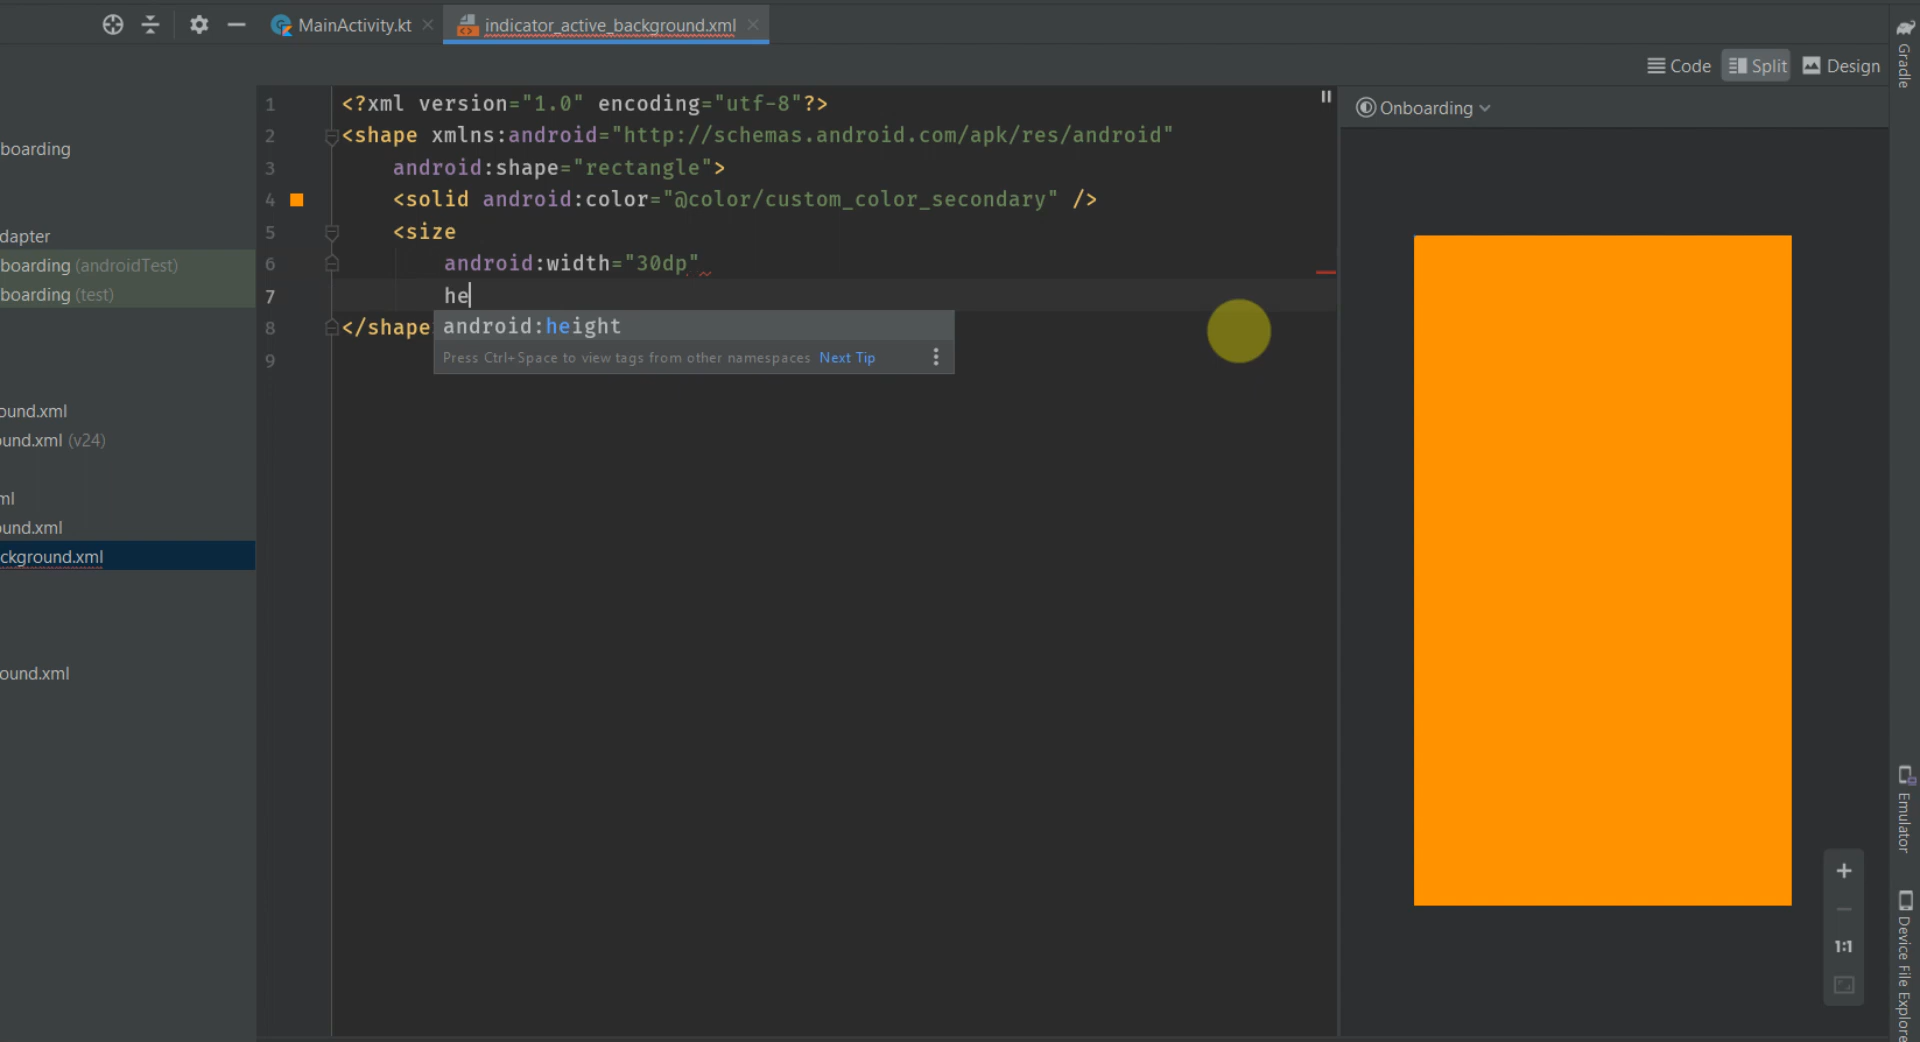 MainActivity.kt
indicator_active_background.xml
Code
Split
Design
Gradle
boarding
dapter
boarding (androidTest)
boarding (test)
ound.xml
ound.xml (v24)
ml
ound.xml
ckground.xml
ound.xml
1 <?xml version="1.0" encoding="utf-8"?>
2 <shape xmlns:android="http://schemas.android.com/apk/res/android"
3 android:shape="rectangle">
4 <solid android:color="@color/custom_color_secondary" />
5 <size
6 android:width="30dp"
7 he
8 </shape
9
android:height
Press Ctrl+Space to view tags from other namespaces Next Tip
Onboarding
1:1
Emulator
Device File Explore